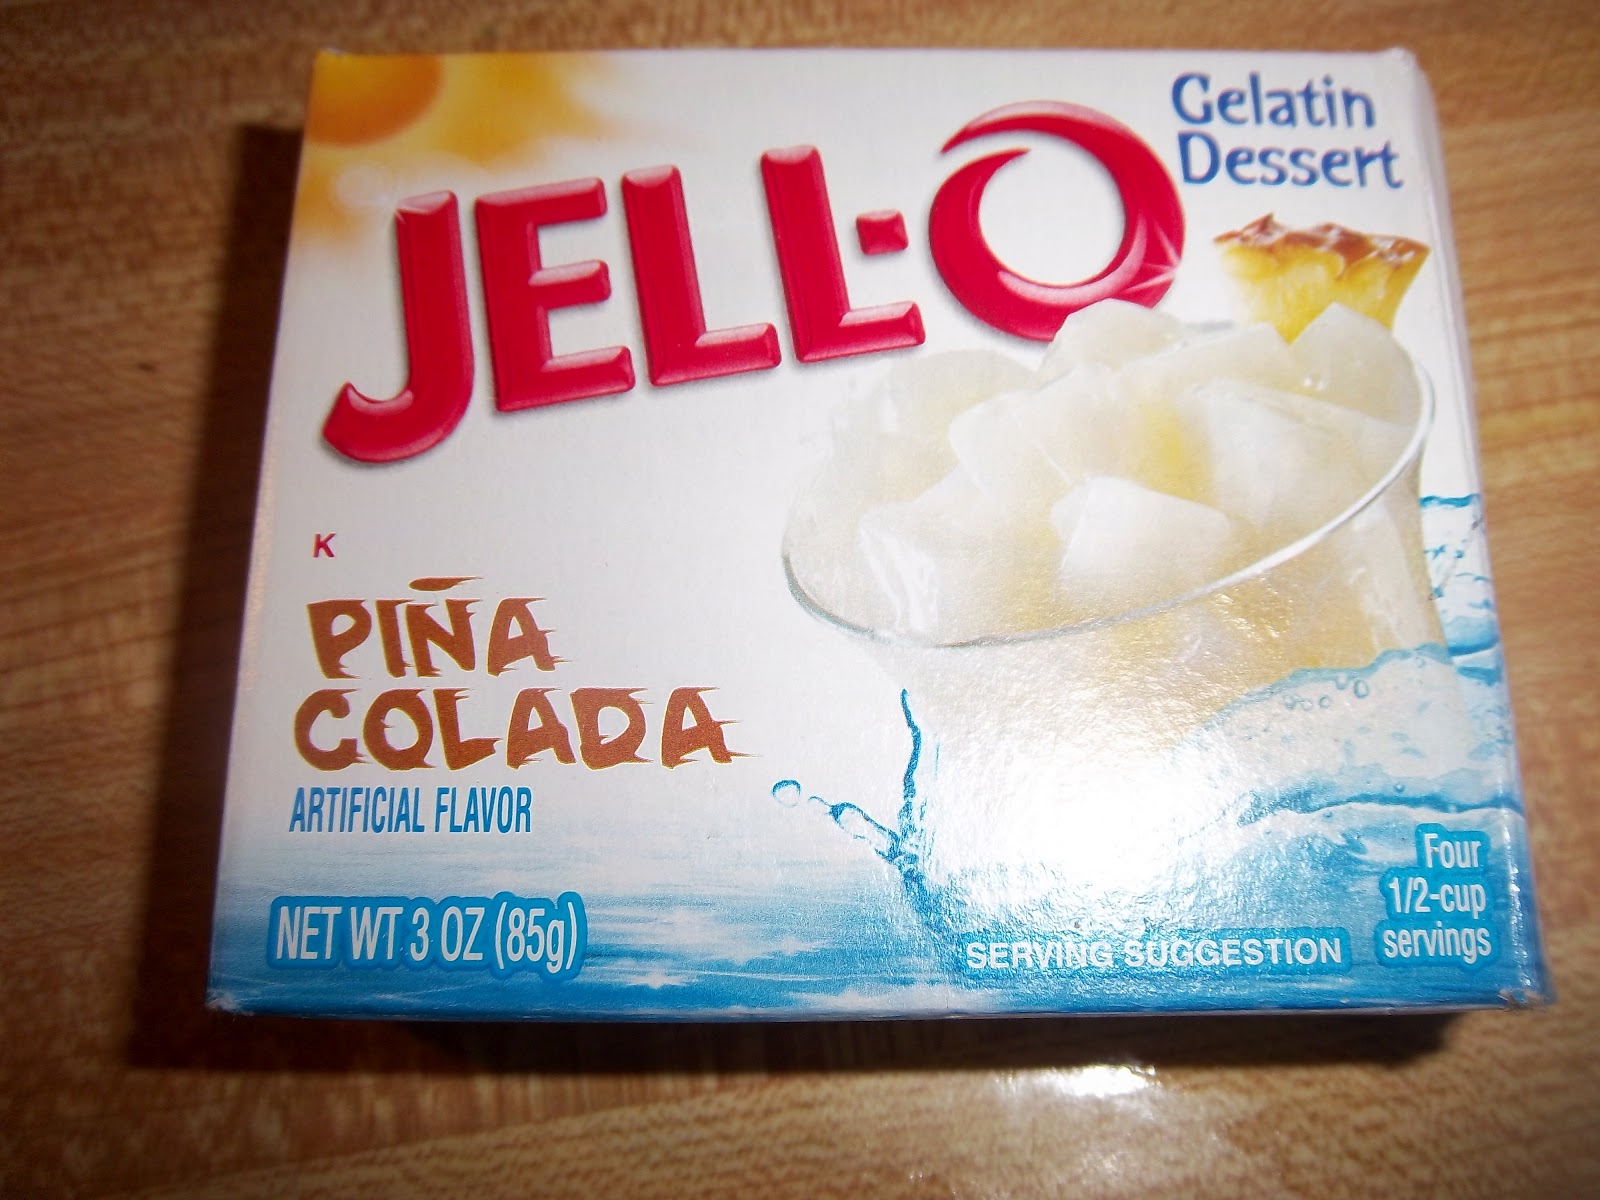 JELL-O
Gelatin
Dessert
K
PIÑA
COLADA
ARTIFICIAL FLAVOR
NET WT 3 OZ (85g)
SERVING SUGGESTION
Four
1/2-cup
servings